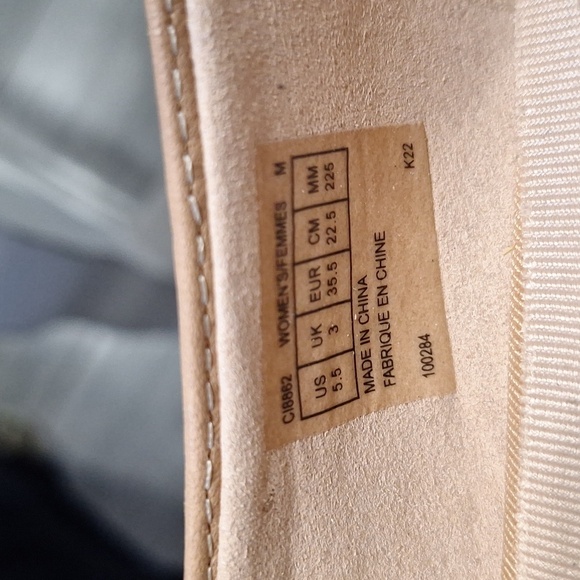 CI8862 WOMEN'S/FEMMES M
US UK EUR CM MM
5.5 3 35.5 22.5 225
MADE IN CHINA
FABRIQUE EN CHINE
100284 K22